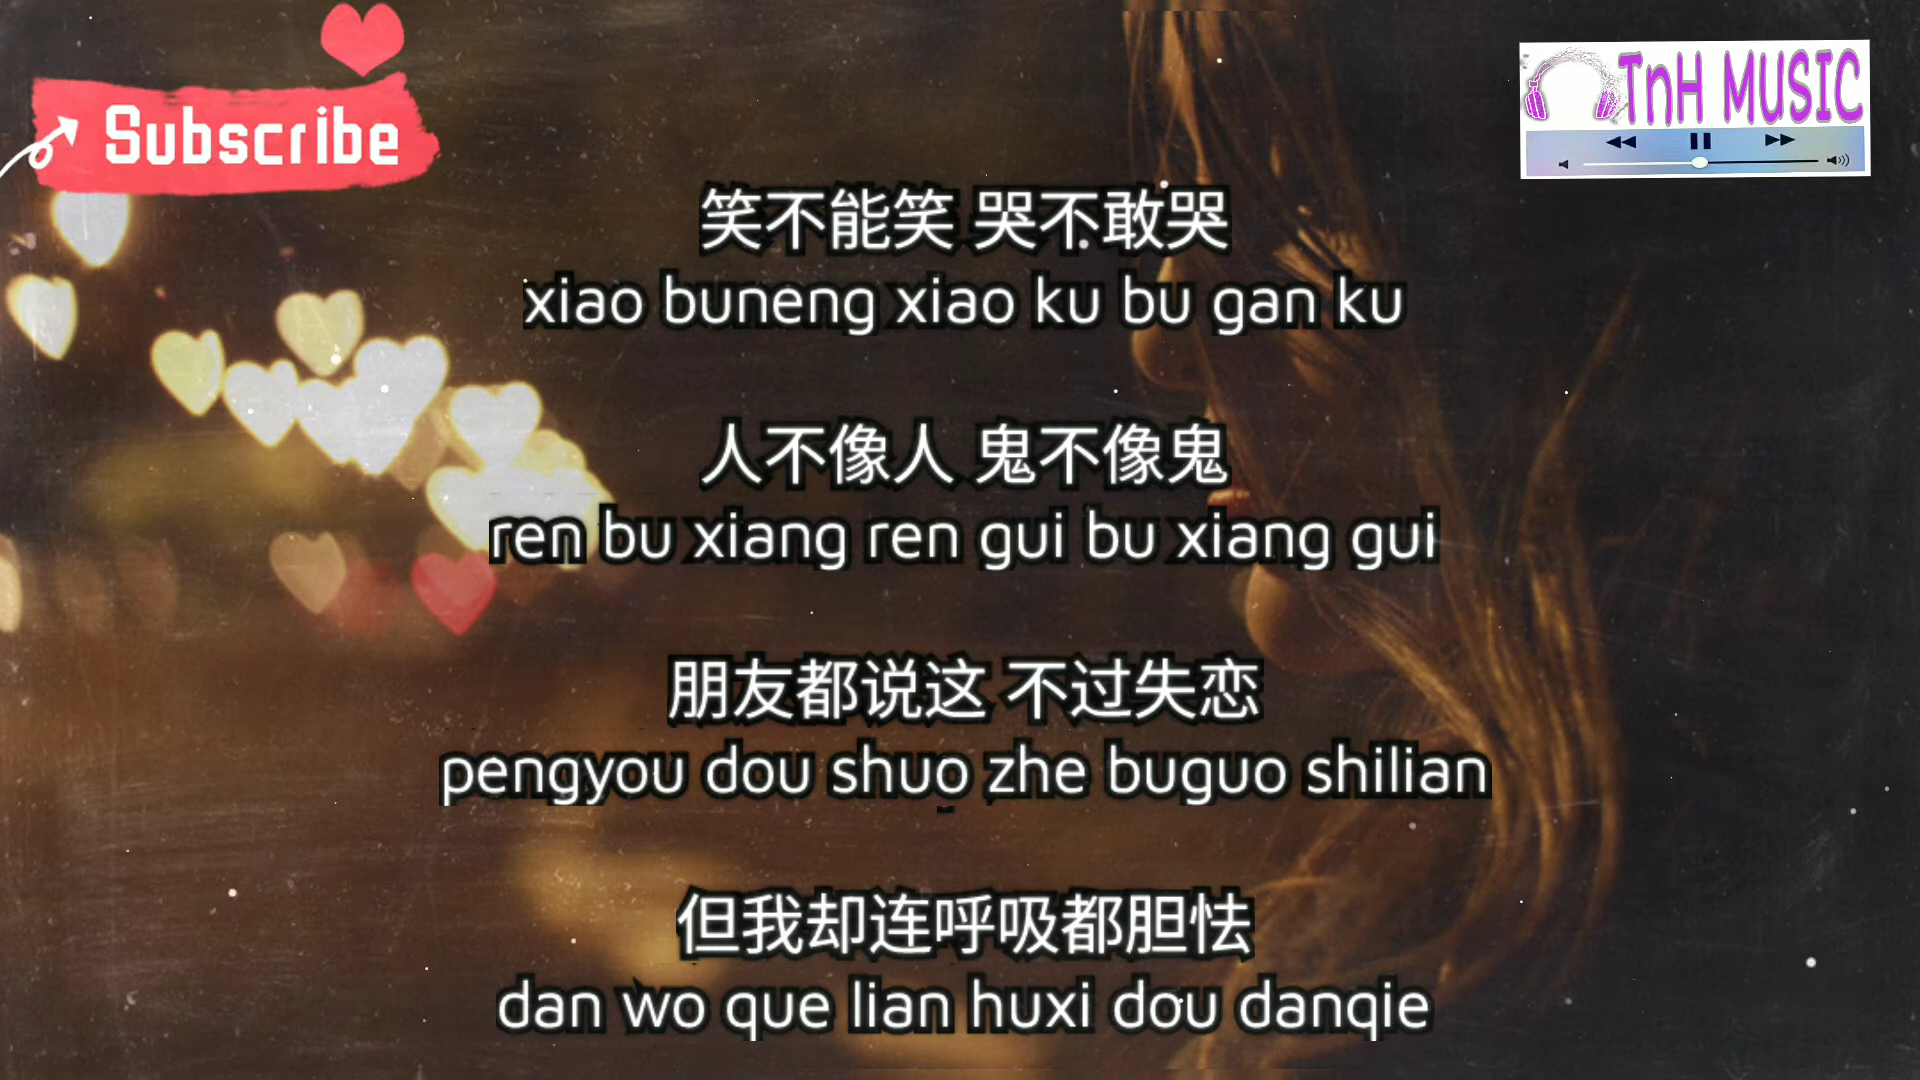 Subscribe
TnH MUSIC
笑不能笑 哭不敢哭
xiao buneng xiao ku bu gan ku
人不像人 鬼不像鬼
ren bu xiang ren gui bu xiang gui
朋友都说这 不过失恋
pengyou dou shuo zhe buguo shilian
但我却连呼吸都胆怯
dan wo que lian huxi dou danqie